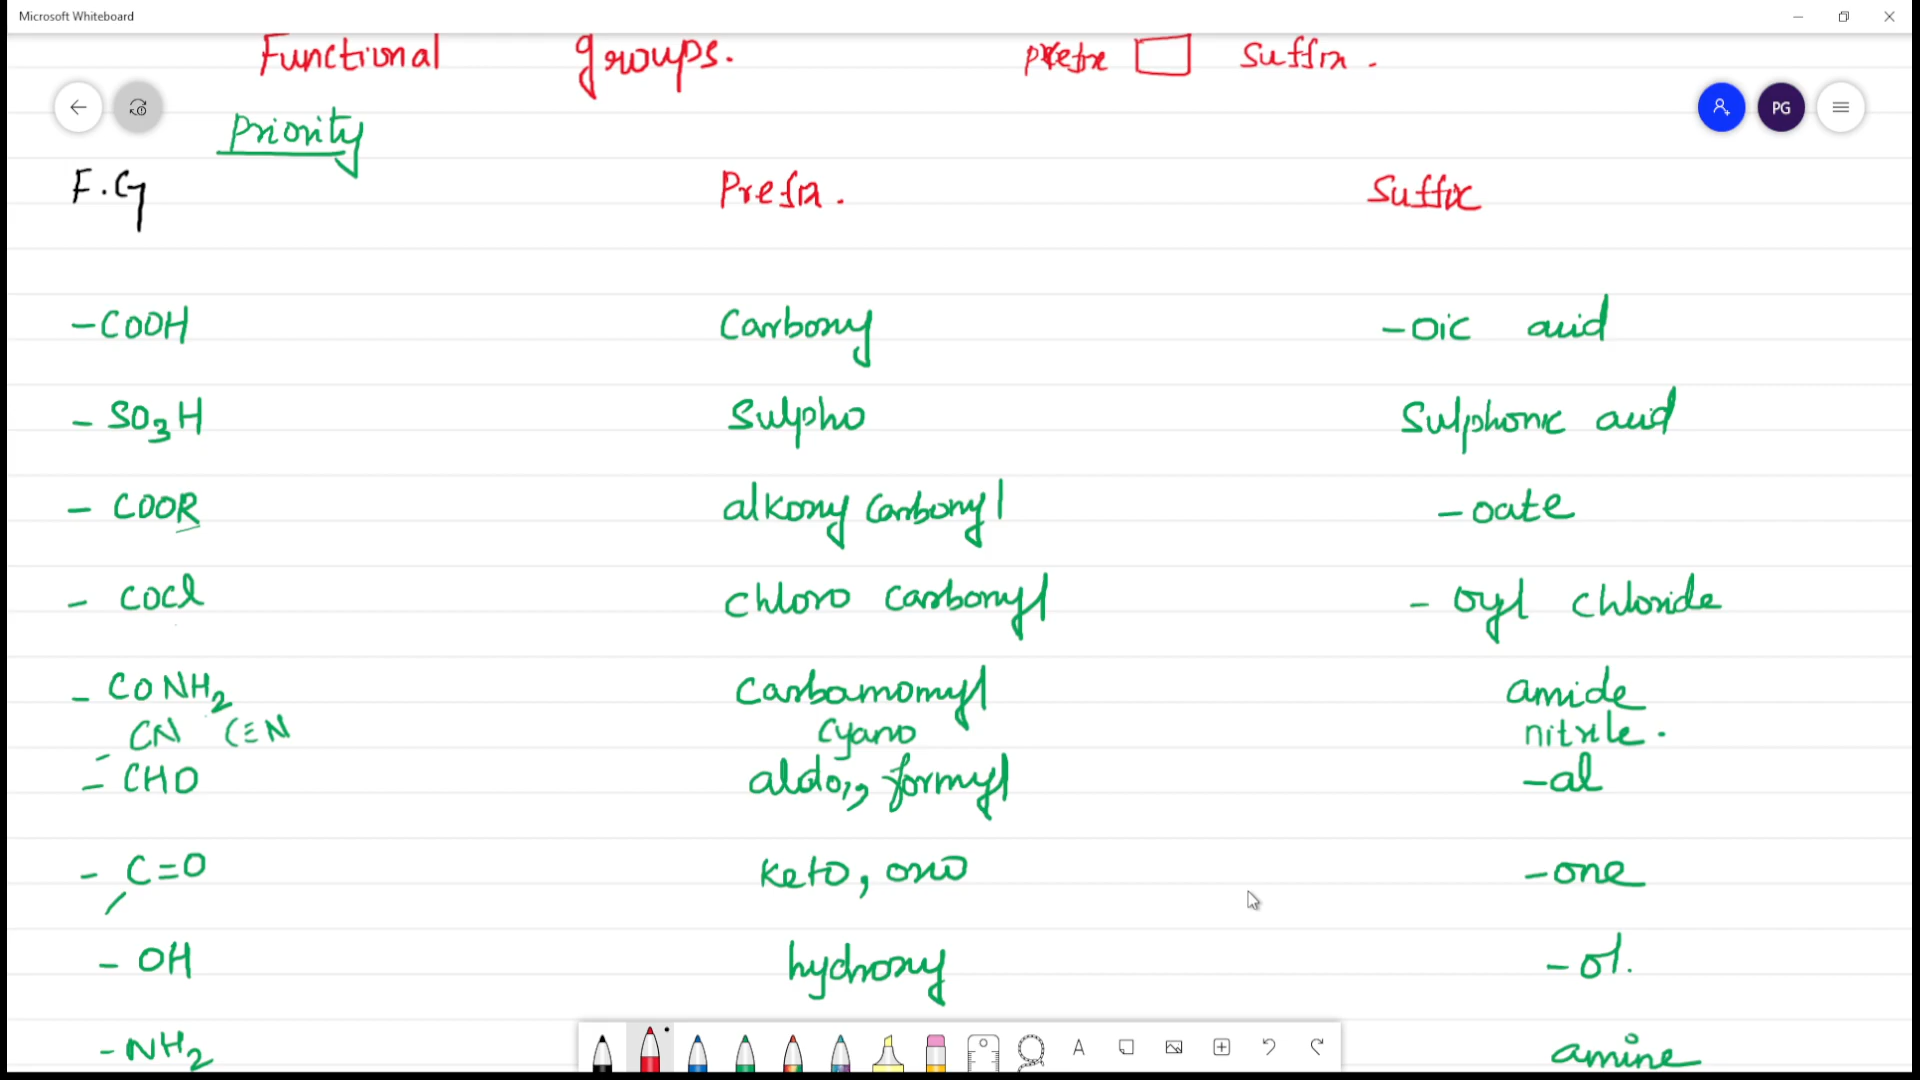 Microsoft Whiteboard
Functional groups. prefix suffix.
Priority
PG
F.G Prefix. Suffix
-COOH Carboxy -oic acid
- SO3H Sulpho Sulphonic acid
- COOR alkoxy carbonyl -oate
- COCl chloro carbonyl - oyl chloride
- CONH2 Carbamomyl amide
- CN C≡N Cyano nitrile.
- CHO aldo, formyl -al
- C=O keto, oxo -one
- OH hydroxy -ol.
- NH2 amine
A